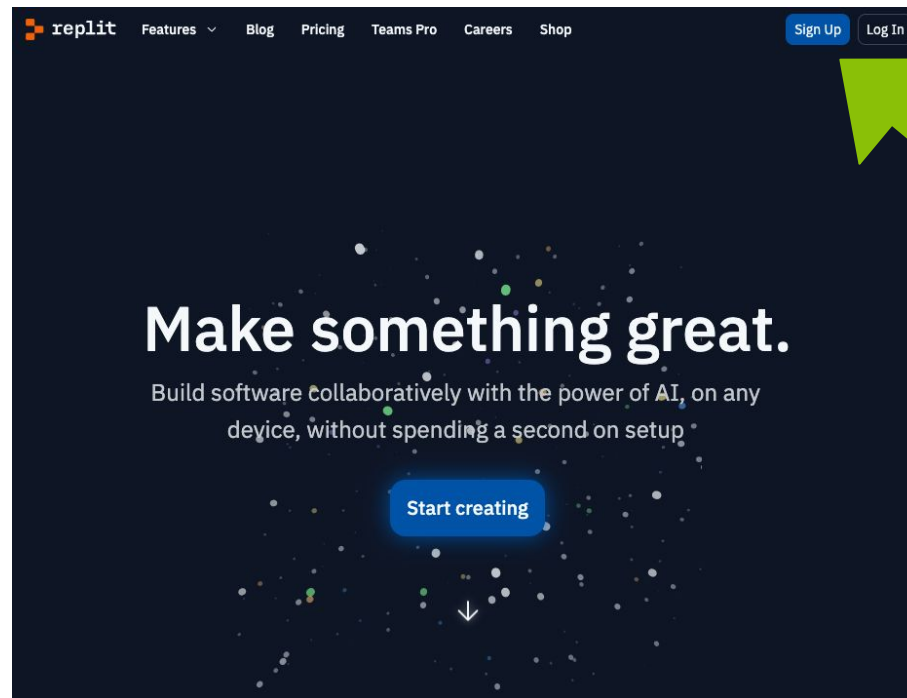 replit Features Blog Pricing Teams Pro Careers Shop Sign Up Log In
Make something great.
Build software collaboratively with the power of AI, on any
device, without spending a second on setup
Start creating